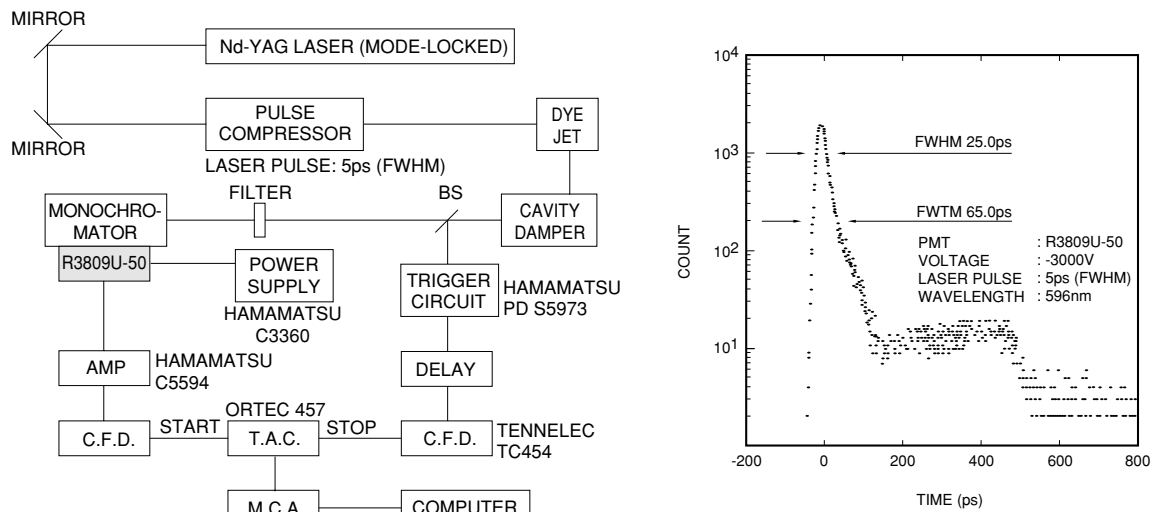 MIRROR
Nd-YAG LASER (MODE-LOCKED)
PULSE
COMPRESSOR
DYE
JET
MIRROR
LASER PULSE: 5ps (FWHM)
FILTER
BS
MONOCHRO-
MATOR
CAVITY
DAMPER
R3809U-50
POWER
SUPPLY
HAMAMATSU
C3360
TRIGGER
CIRCUIT
HAMAMATSU
PD S5973
AMP
HAMAMATSU
C5594
DELAY
ORTEC 457
C.F.D.
START
T.A.C.
STOP
C.F.D.
TENNELEC
TC454
M.C.A.
COMPUTER
10⁴
10³
10²
10¹
COUNT
FWHM 25.0ps
FWTM 65.0ps
PMT : R3809U-50
VOLTAGE : -3000V
LASER PULSE : 5ps (FWHM)
WAVELENGTH : 596nm
-200 0 200 400 600 800
TIME (ps)